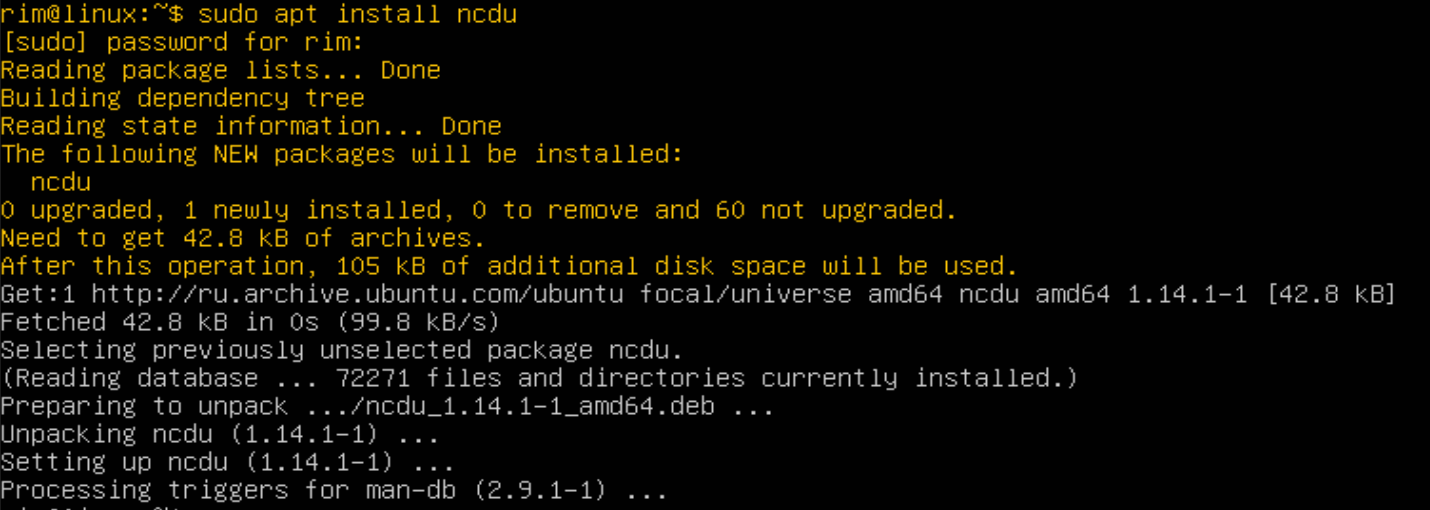 rim@linux:~$ sudo apt install ncdu
[sudo] password for rim:
Reading package lists... Done
Building dependency tree
Reading state information... Done
The following NEW packages will be installed:
  ncdu
0 upgraded, 1 newly installed, 0 to remove and 60 not upgraded.
Need to get 42.8 kB of archives.
After this operation, 105 kB of additional disk space will be used.
Get:1 http://ru.archive.ubuntu.com/ubuntu focal/universe amd64 ncdu amd64 1.14.1-1 [42.8 kB]
Fetched 42.8 kB in 0s (99.8 kB/s)
Selecting previously unselected package ncdu.
(Reading database ... 72271 files and directories currently installed.)
Preparing to unpack .../ncdu_1.14.1-1_amd64.deb ...
Unpacking ncdu (1.14.1-1) ...
Setting up ncdu (1.14.1-1) ...
Processing triggers for man-db (2.9.1-1) ...